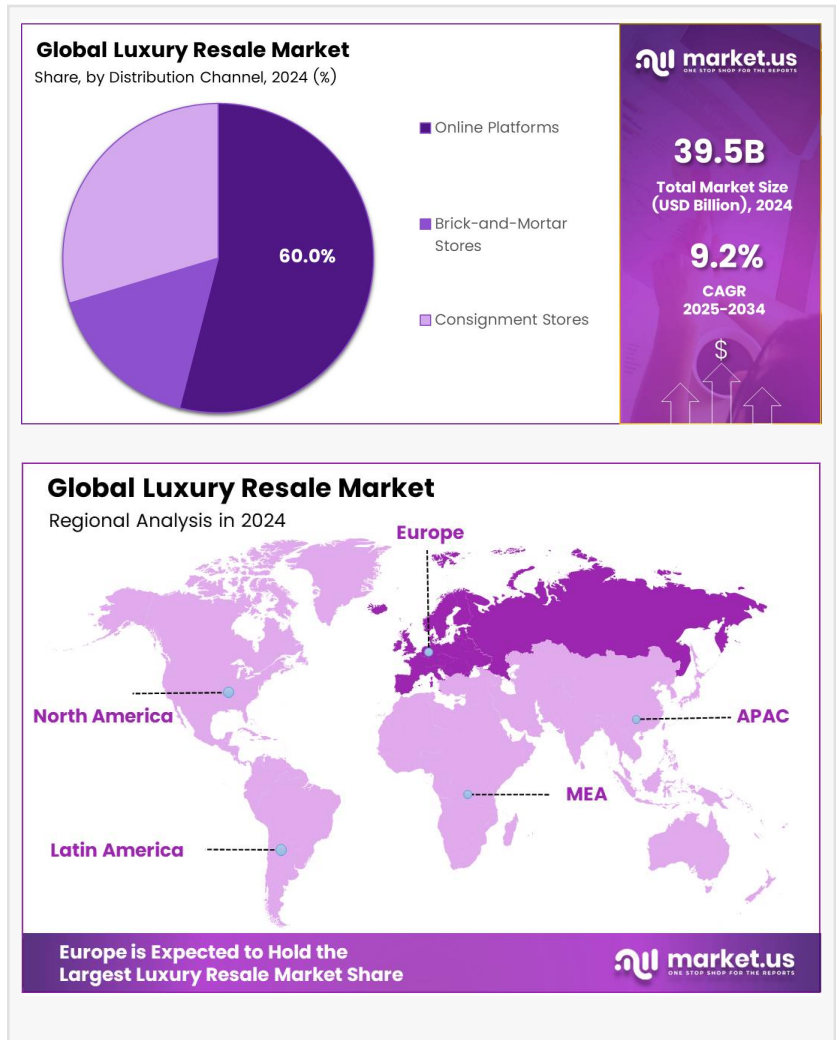 Global Luxury Resale Market
Share, by Distribution Channel, 2024 (%)
60.0%
Online Platforms
Brick-and-Mortar
Stores
Consignment Stores
market.us
ONE STOP SHOP FOR THE REPORTS
39.5B
Total Market Size
(USD Billion), 2024
9.2%
CAGR
2025-2034
$
Global Luxury Resale Market
Regional Analysis in 2024
Europe
North America
APAC
MEA
Latin America
Europe is Expected to Hold the
Largest Luxury Resale Market Share
market.us
ONE STOP SHOP FOR THE REPORTS